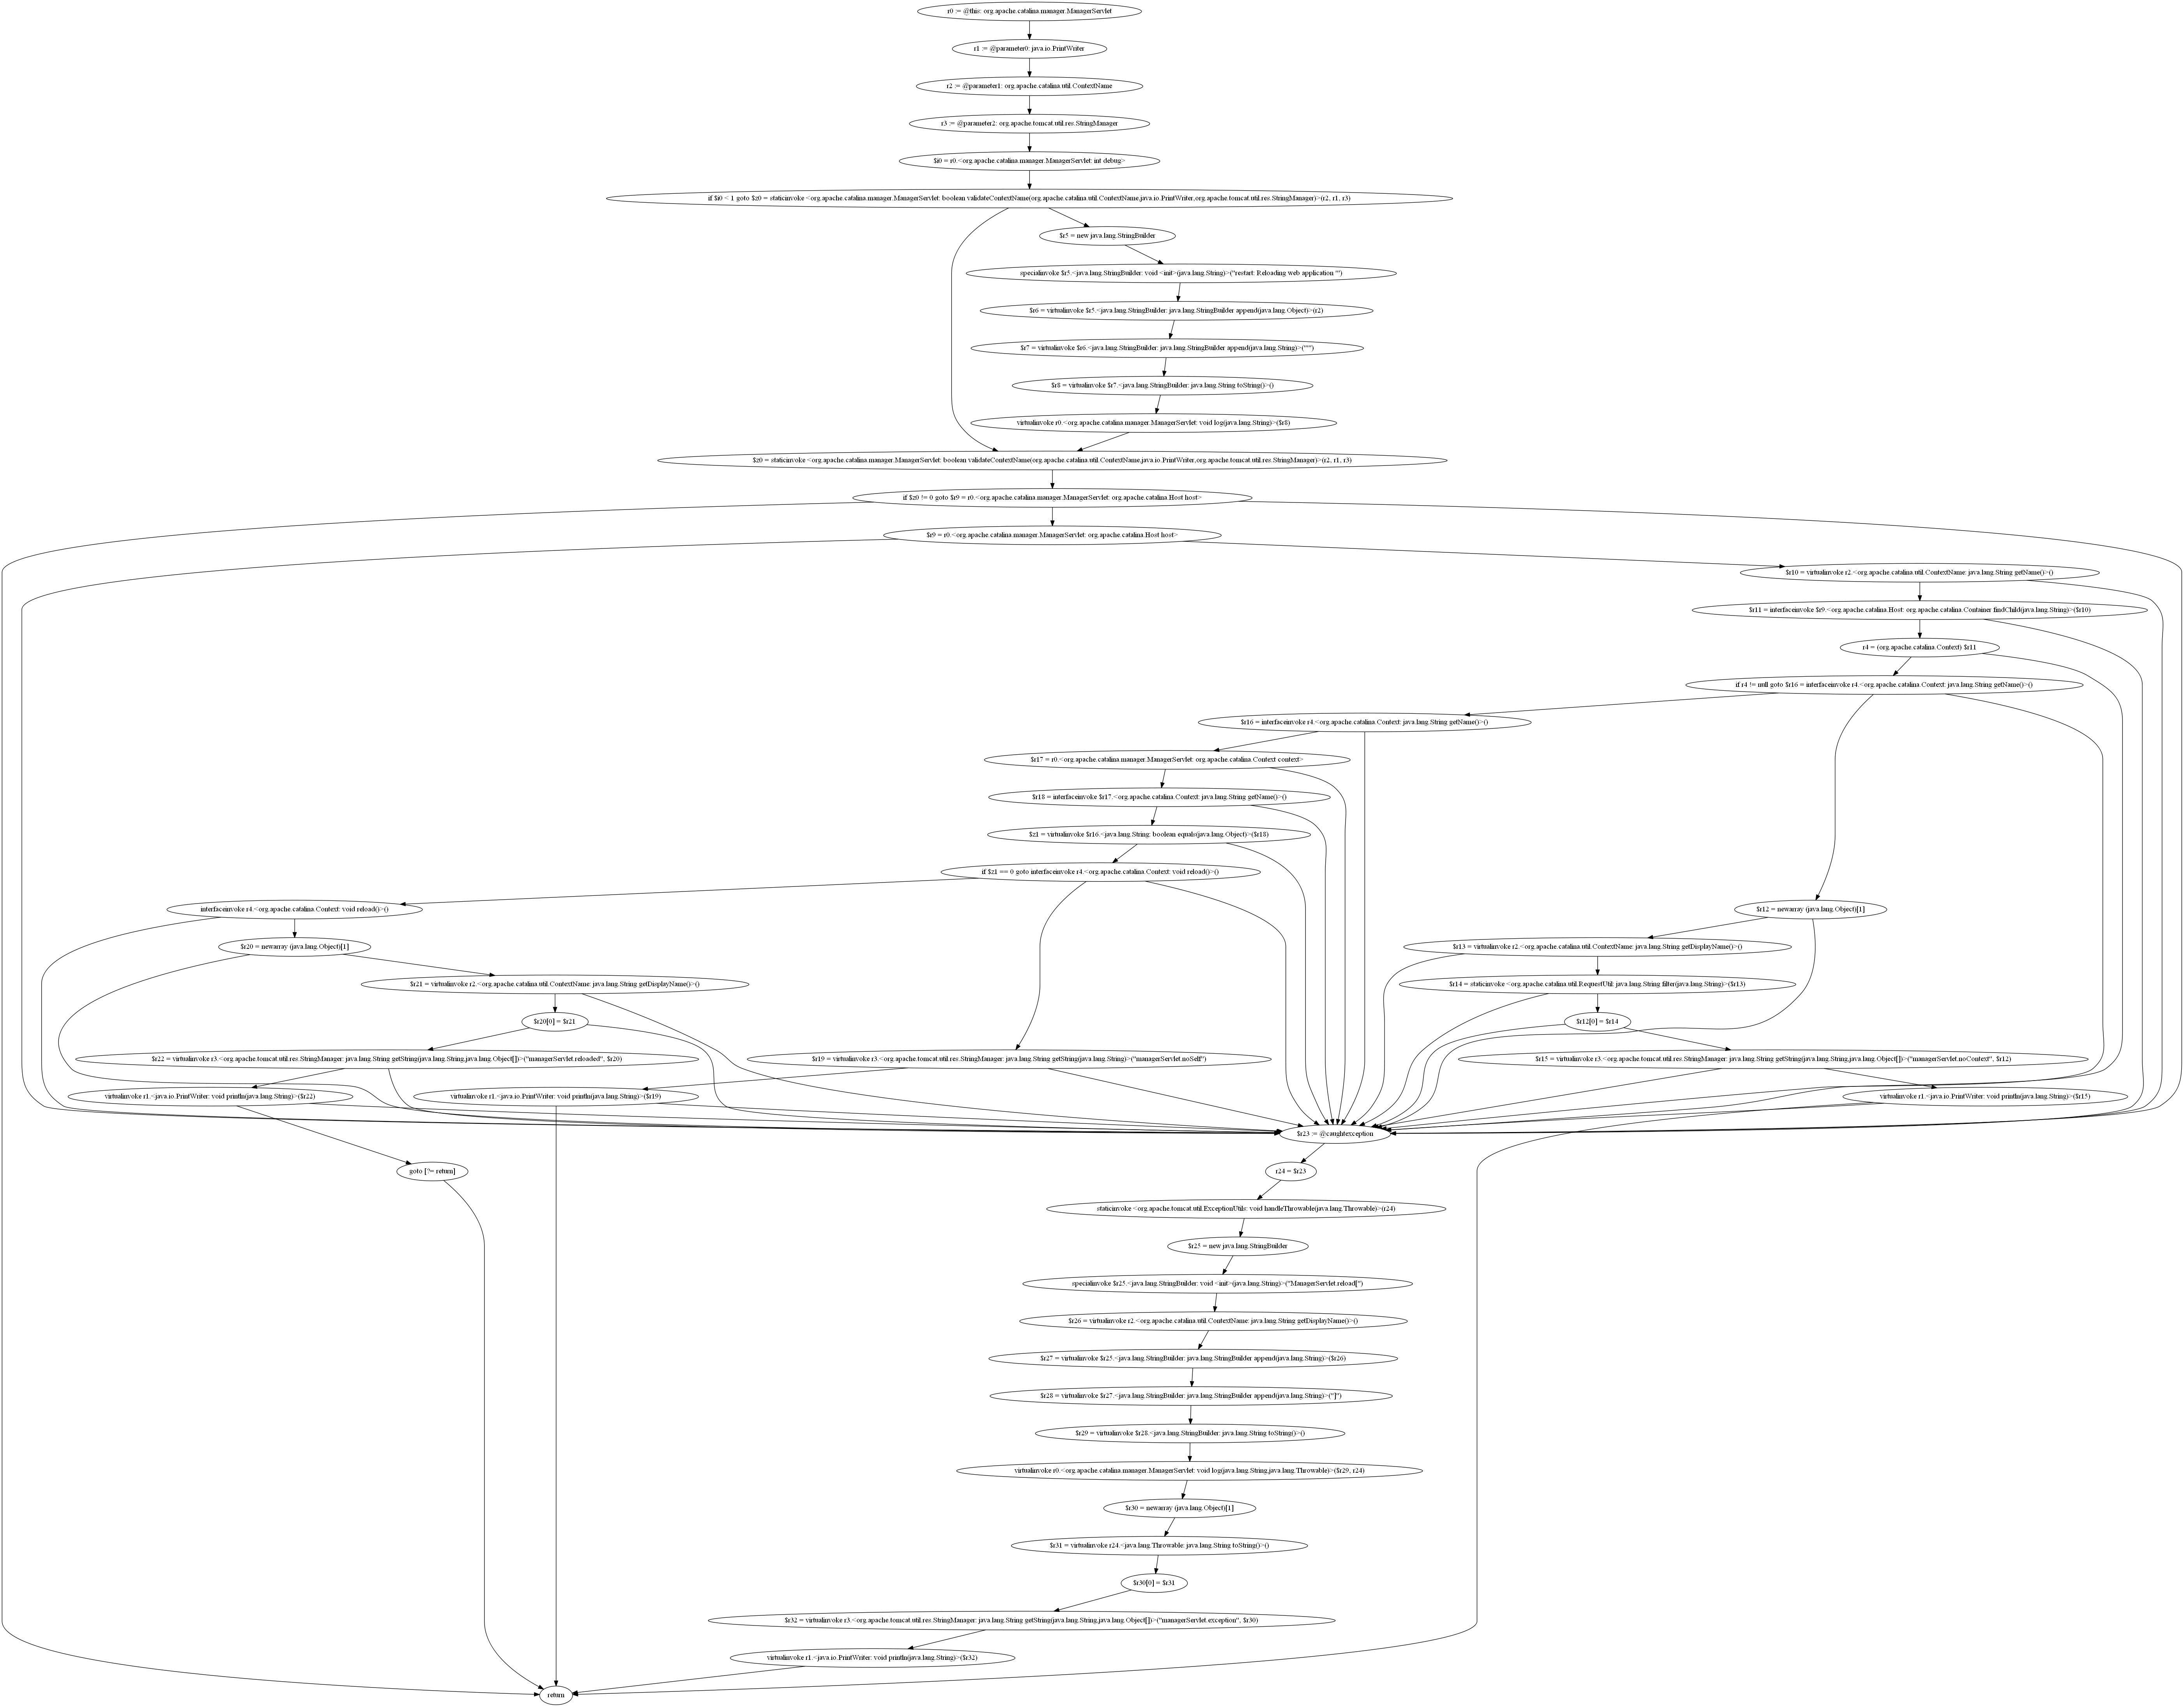 r0 := @this: org.apache.catalina.manager.ManagerServlet
r1 := @parameter0: java.io.PrintWriter
r2 := @parameter1: org.apache.catalina.util.ContextName
r3 := @parameter2: org.apache.tomcat.util.res.StringManager
$i0 = r0.<org.apache.catalina.manager.ManagerServlet: int debug>
if $i0 < 1 goto $z0 = staticinvoke <org.apache.catalina.manager.ManagerServlet: boolean validateContextName(org.apache.catalina.util.ContextName,java.io.PrintWriter,org.apache.tomcat.util.res.StringManager)>(r2, r1, r3)
$r5 = new java.lang.StringBuilder
specialinvoke $r5.<java.lang.StringBuilder: void <init>(java.lang.String)>("restart: Reloading web application '")
$r6 = virtualinvoke $r5.<java.lang.StringBuilder: java.lang.StringBuilder append(java.lang.Object)>(r2)
$r7 = virtualinvoke $r6.<java.lang.StringBuilder: java.lang.StringBuilder append(java.lang.String)>("'")
$r8 = virtualinvoke $r7.<java.lang.StringBuilder: java.lang.String toString()>()
virtualinvoke r0.<org.apache.catalina.manager.ManagerServlet: void log(java.lang.String)>($r8)
$z0 = staticinvoke <org.apache.catalina.manager.ManagerServlet: boolean validateContextName(org.apache.catalina.util.ContextName,java.io.PrintWriter,org.apache.tomcat.util.res.StringManager)>(r2, r1, r3)
if $z0 != 0 goto $r9 = r0.<org.apache.catalina.manager.ManagerServlet: org.apache.catalina.Host host>
$r9 = r0.<org.apache.catalina.manager.ManagerServlet: org.apache.catalina.Host host>
$r10 = virtualinvoke r2.<org.apache.catalina.util.ContextName: java.lang.String getName()>()
$r11 = interfaceinvoke $r9.<org.apache.catalina.Host: org.apache.catalina.Container findChild(java.lang.String)>($r10)
r4 = (org.apache.catalina.Context) $r11
if r4 != null goto $r16 = interfaceinvoke r4.<org.apache.catalina.Context: java.lang.String getName()>()
$r16 = interfaceinvoke r4.<org.apache.catalina.Context: java.lang.String getName()>()
$r17 = r0.<org.apache.catalina.manager.ManagerServlet: org.apache.catalina.Context context>
$r18 = interfaceinvoke $r17.<org.apache.catalina.Context: java.lang.String getName()>()
$z1 = virtualinvoke $r16.<java.lang.String: boolean equals(java.lang.Object)>($r18)
if $z1 == 0 goto interfaceinvoke r4.<org.apache.catalina.Context: void reload()>()
interfaceinvoke r4.<org.apache.catalina.Context: void reload()>()
$r12 = newarray (java.lang.Object)[1]
$r20 = newarray (java.lang.Object)[1]
$r13 = virtualinvoke r2.<org.apache.catalina.util.ContextName: java.lang.String getDisplayName()>()
$r21 = virtualinvoke r2.<org.apache.catalina.util.ContextName: java.lang.String getDisplayName()>()
$r14 = staticinvoke <org.apache.catalina.util.RequestUtil: java.lang.String filter(java.lang.String)>($r13)
$r20[0] = $r21
$r12[0] = $r14
$r22 = virtualinvoke r3.<org.apache.tomcat.util.res.StringManager: java.lang.String getString(java.lang.String,java.lang.Object[])>("managerServlet.reloaded", $r20)
$r19 = virtualinvoke r3.<org.apache.tomcat.util.res.StringManager: java.lang.String getString(java.lang.String)>("managerServlet.noSelf")
$r15 = virtualinvoke r3.<org.apache.tomcat.util.res.StringManager: java.lang.String getString(java.lang.String,java.lang.Object[])>("managerServlet.noContext", $r12)
virtualinvoke r1.<java.io.PrintWriter: void println(java.lang.String)>($r22)
virtualinvoke r1.<java.io.PrintWriter: void println(java.lang.String)>($r19)
virtualinvoke r1.<java.io.PrintWriter: void println(java.lang.String)>($r15)
$r23 := @caughtexception
goto [?= return]
r24 = $r23
staticinvoke <org.apache.tomcat.util.ExceptionUtils: void handleThrowable(java.lang.Throwable)>(r24)
$r25 = new java.lang.StringBuilder
specialinvoke $r25.<java.lang.StringBuilder: void <init>(java.lang.String)>("ManagerServlet.reload[")
$r26 = virtualinvoke r2.<org.apache.catalina.util.ContextName: java.lang.String getDisplayName()>()
$r27 = virtualinvoke $r25.<java.lang.StringBuilder: java.lang.StringBuilder append(java.lang.String)>($r26)
$r28 = virtualinvoke $r27.<java.lang.StringBuilder: java.lang.StringBuilder append(java.lang.String)>("]")
$r29 = virtualinvoke $r28.<java.lang.StringBuilder: java.lang.String toString()>()
virtualinvoke r0.<org.apache.catalina.manager.ManagerServlet: void log(java.lang.String,java.lang.Throwable)>($r29, r24)
$r30 = newarray (java.lang.Object)[1]
$r31 = virtualinvoke r24.<java.lang.Throwable: java.lang.String toString()>()
$r30[0] = $r31
$r32 = virtualinvoke r3.<org.apache.tomcat.util.res.StringManager: java.lang.String getString(java.lang.String,java.lang.Object[])>("managerServlet.exception", $r30)
virtualinvoke r1.<java.io.PrintWriter: void println(java.lang.String)>($r32)
return